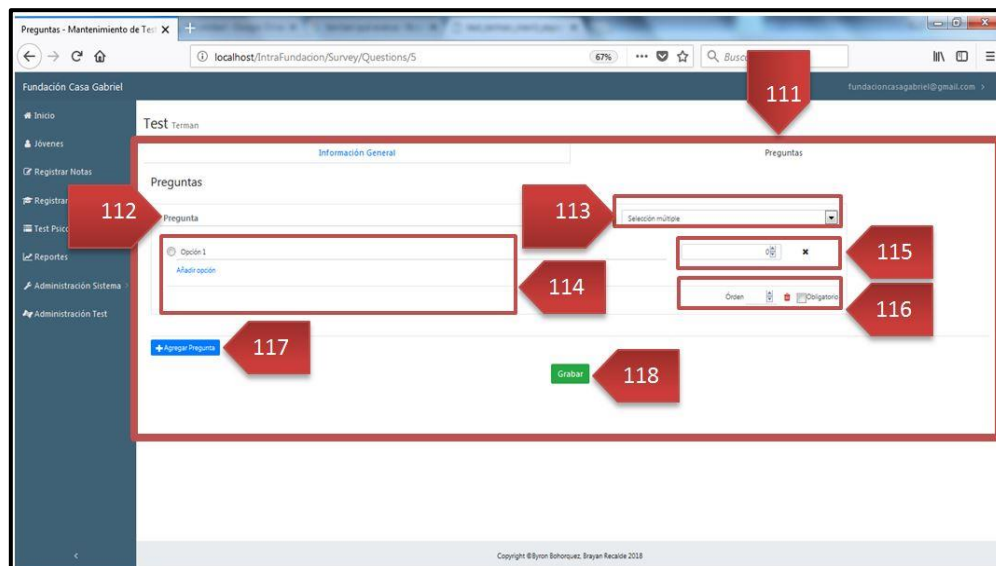 Preguntas - Mantenimiento de Tes
localhost/IntraFundacion/Survey/Questions/5
67%
Fundación Casa Gabriel
fundacioncasagabriel@gmail.com
111
Inicio
Test Terman
Jóvenes
Información General
Preguntas
Registrar Notas
Preguntas
Registrar
112
Pregunta
113
Selección múltiple
Test Psico
Opción 1
0
115
Reportes
Añadir opción
114
Administración Sistema
Órden
Obligatorio
116
Administración Test
Agregar Pregunta
117
Grabar
118
Copyright ©Byron Bohorquez, Brayan Recalde 2018